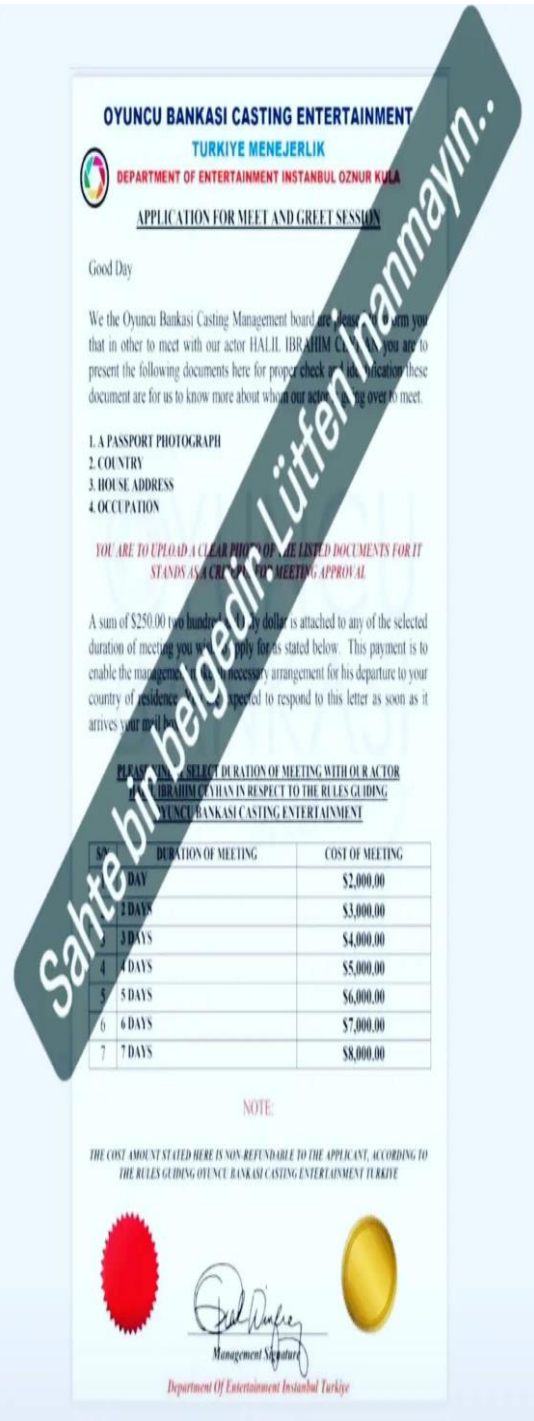 OYUNCU BANKASI CASTING ENTERTAINMENT
TURKIYE MENEJERLIK
DEPARTMENT OF ENTERTAINMENT INSTANBUL OZNUR KULA
APPLICATION FOR MEET AND GREET SESSION
Good Day
We the Oyuncu Bankasi Casting Management board are you
that in other to meet with our actor HALIL IBRAHIM you are to
present the following documents here for proper check these
document are for us to know more about whom our actor over to meet.
1. A PASSPORT PHOTOGRAPH
2. COUNTRY
3. HOUSE ADDRESS
4. OCCUPATION
YOU ARE TO UPLOAD A CLEAR PHOTO OF THE LISTED DOCUMENTS FOR IT
STANDS AS A FOR MEETING APPROVAL
A sum of $250.00 two hundred dollar is attached to any of the selected
duration of meeting you apply for as stated below. This payment is to
enable the necessary arrangement for his departure to your
country of residence. expected to respond to this letter as soon as it
arrives your mail
SELECT DURATION OF MEETING WITH OUR ACTOR
IBRAHIM CEYHAN IN RESPECT TO THE RULES GUIDING
OYUNCU BANKASI CASTING ENTERTAINMENT
DURATION OF MEETING COST OF MEETING
DAY $2,000.00
2 DAYS $3,000.00
3 3 DAYS $4,000.00
4 4 DAYS $5,000.00
5 5 DAYS $6,000.00
6 6 DAYS $7,000.00
7 7 DAYS $8,000.00
NOTE:
THE COST AMOUNT STATED HERE IS NON-REFUNDABLE TO THE APPLICANT, ACCORDING TO
THE RULES GUIDING OYUNCU BANKASI CASTING ENTERTAINMENT TURKIYE
Management Signature
Department Of Entertainment Instanbul Turkiye
Sahte bir belgedir. Lütfen inanmayın..